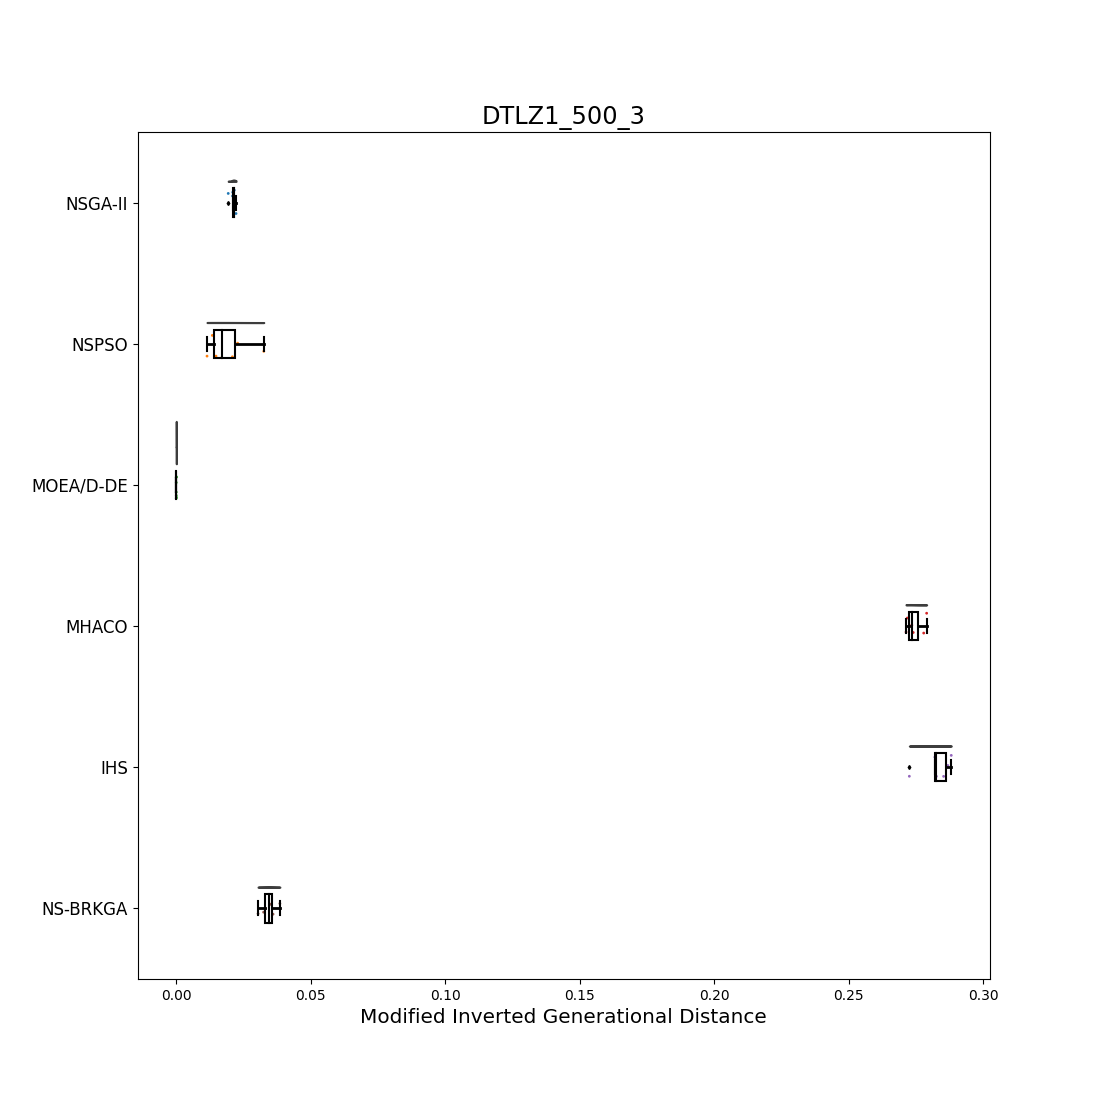 DTLZ1_500_3
NSGA-II
NSPSO
MOEA/D-DE
MHACO
IHS
NS-BRKGA
0.00 0.05 0.10 0.15 0.20 0.25 0.30
Modified Inverted Generational Distance